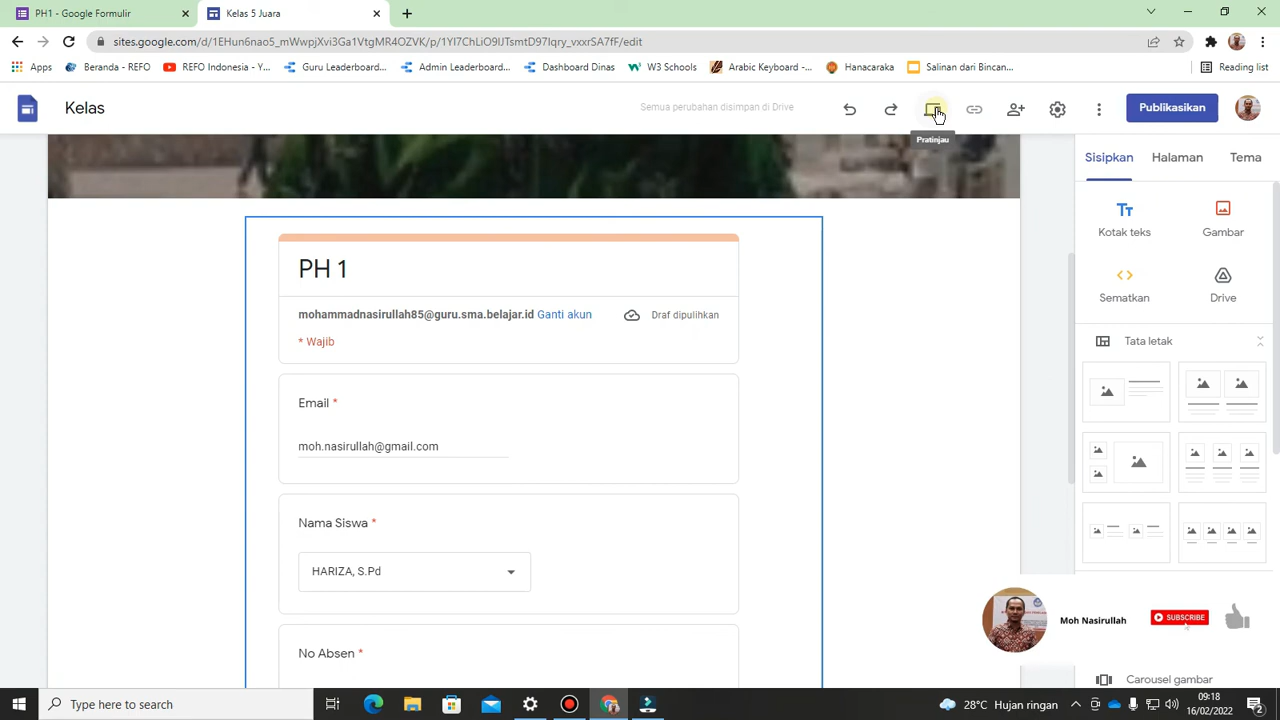 PH1 - Google Formulir
Kelas 5 Juara
sites.google.com/d/1EHun6nao5_mWwpjXvi3Ga1VtgMR4OZVK/p/1YI7ChLiO9IJTsmtD97Iqry_vxxrSA7fF/edit
Apps
Beranda - REFO
REFO Indonesia - Y...
Guru Leaderboard...
Admin Leaderboard...
Dashboard Dinas
W3 Schools
Arabic Keyboard -...
Hanacaraka
Salinan dari Bincan...
Reading list
Kelas
Semua perubahan disimpan di Drive
Publikasikan
Pratinjau
Sisipkan
Halaman
Tema
Kotak teks
Gambar
Sematkan
Drive
Tata letak
PH 1
mohammadnasirullah85@guru.sma.belajar.id Ganti akun
Draf dipulihkan
* Wajib
Email *
moh.nasirullah@gmail.com
Nama Siswa *
HARIZA, S.Pd
No Absen *
Moh Nasirullah
SUBSCRIBE
Carousel gambar
Type here to search
28°C Hujan ringan
09:18
16/02/2022
2